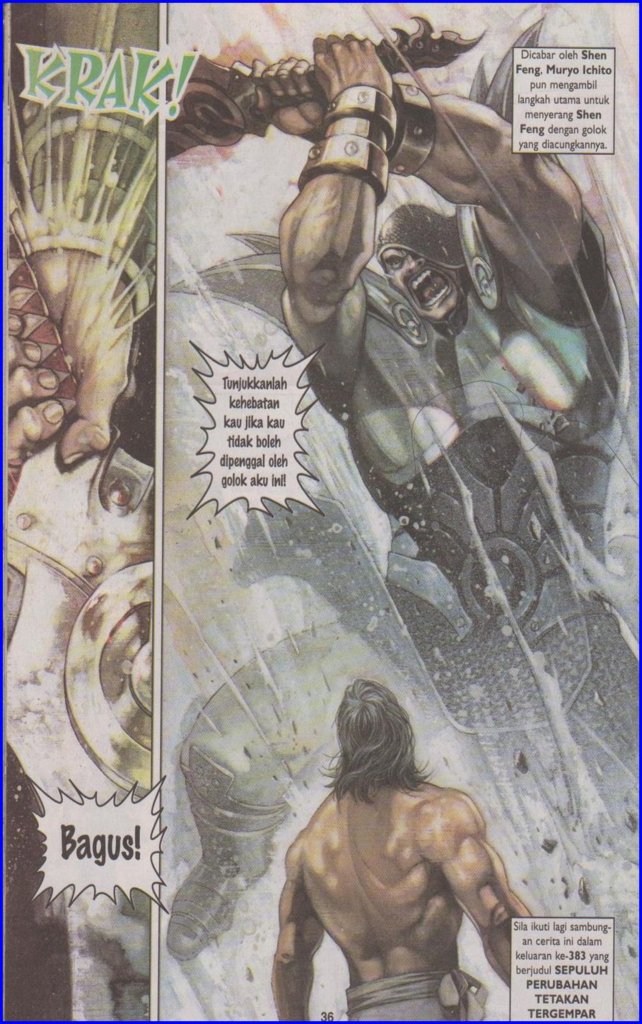 KRAK!
Dicabar oleh Shen
Feng, Muryo Ichito
pun mengambil
langkah utama untuk
menyerang Shen
Feng dengan golok
yang diacungkannya.
Tunjukkanlah
kehebatan
kau jika kau
tidak boleh
dipenggal oleh
golok aku ini!
Bagus!
Sila ikuti lagi sambung-
an cerita ini dalam
keluaran ke-383 yang
berjudul SEPULUH
PERUBAHAN
TETAKAN
TERGEMPAR
36